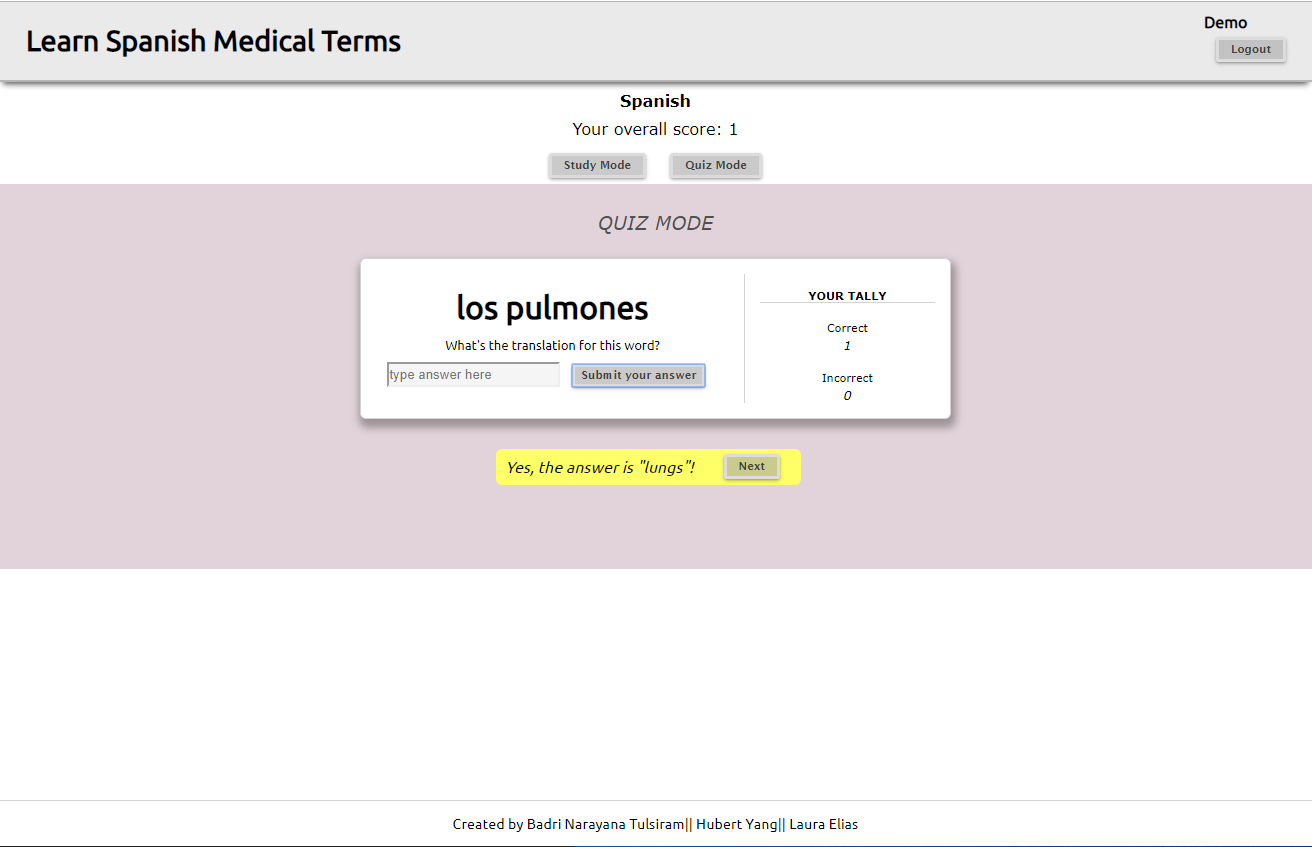 Learn Spanish Medical Terms
Demo
Logout
Spanish
Your overall score: 1
Study Mode
Quiz Mode
QUIZ MODE
los pulmones
What's the translation for this word?
type answer here
Submit your answer
YOUR TALLY
Correct
1
Incorrect
0
Yes, the answer is "lungs"!
Next
Created by Badri Narayana Tulsiram|| Hubert Yang|| Laura Elias